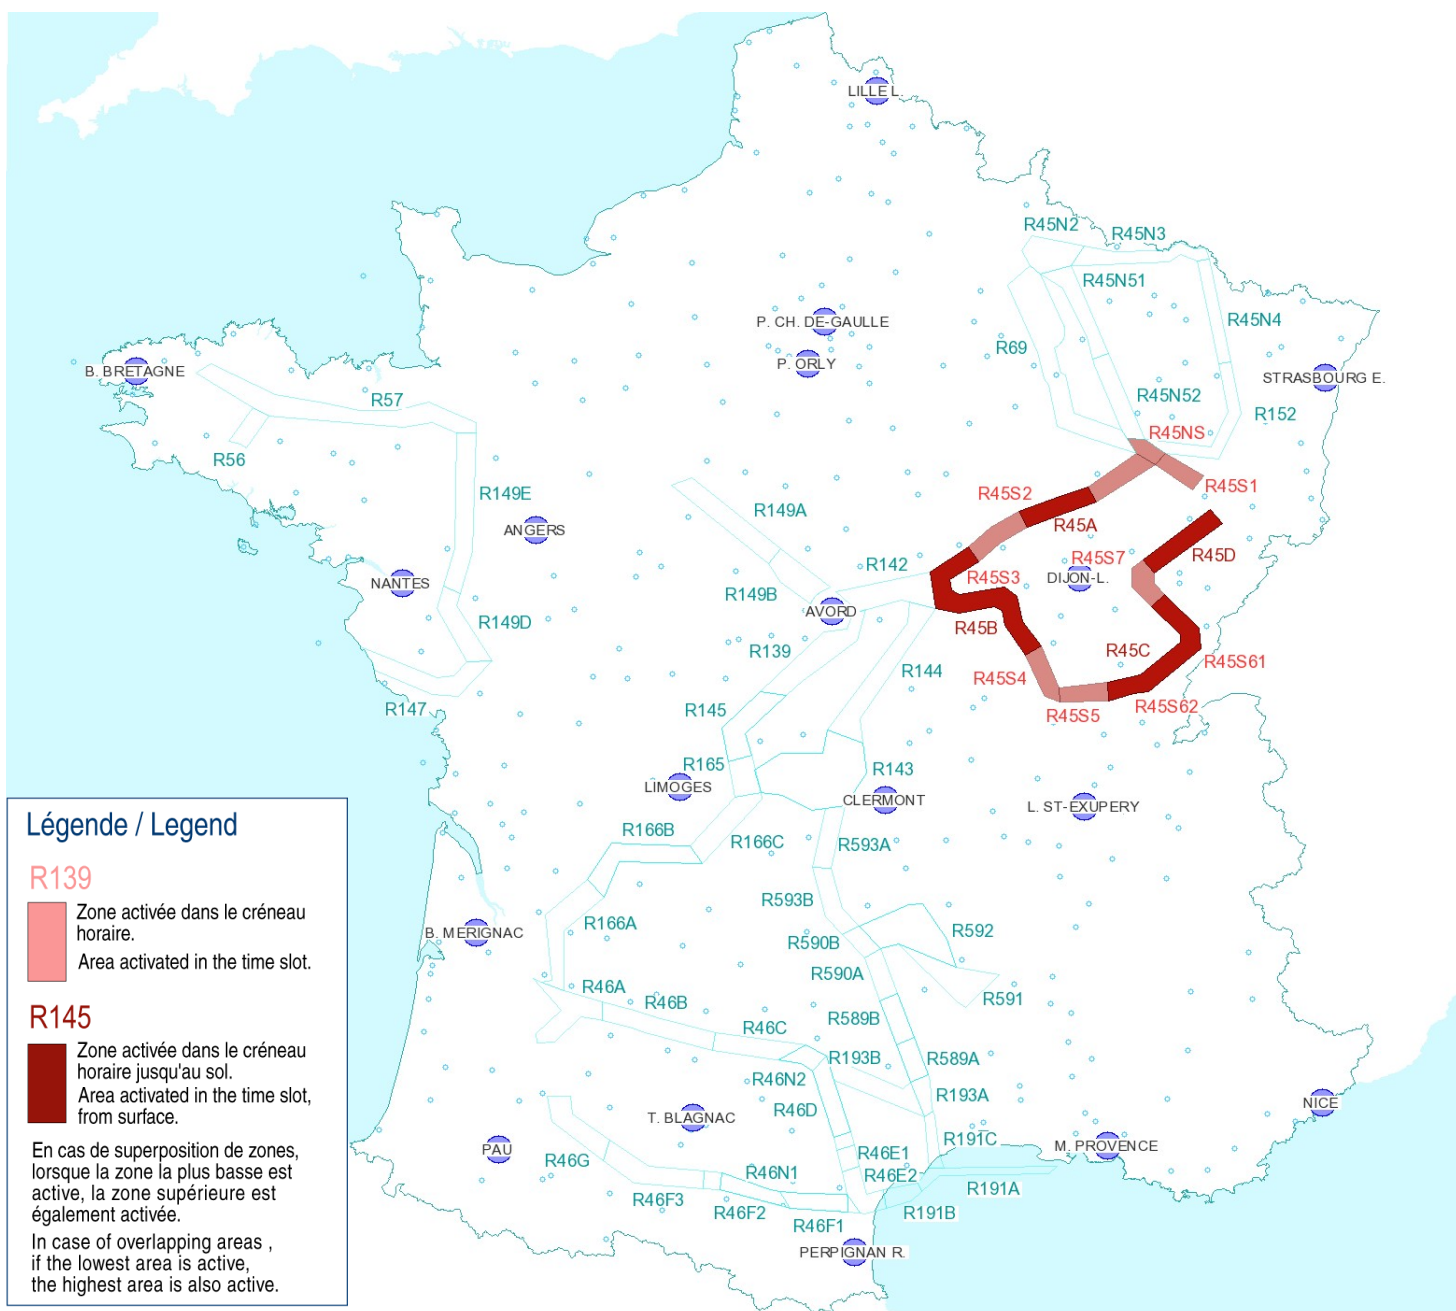 LILLE L.
R45N2
R45N3
R45N51
P. CH. DE-GAULLE
R45N4
R69
P. ORLY
B. BRETAGNE
STRASBOURG E.
R57
R45N52
R152
R45NS
R56
R45S1
R149E
R45S2
R149A
R45A
ANGERS
R45S7
R45D
R142
R45S3
DIJON-L.
NANTES
R149B
AVORD
R149D
R45B
R139
R45C
R45S61
R144
R45S4
R147
R145
R45S5
R45S62
R165
R143
LIMOGES
CLERMONT
L. ST-EXUPERY
R166B
R166C
R593A
R593B
R166A
B. MERIGNAC
R590B
R592
R590A
R46A
R46B
R591
R46C
R589B
R193B
R589A
R46N2
R193A
R46D
T. BLAGNAC
NICE
R191C
PAU
M. PROVENCE
R46G
R46E1
R46N1
R46E2
R46F3
R191A
R46F2
R191B
R46F1
PERPIGNAN R.
Légende / Legend
R139
Zone activée dans le créneau
horaire.
Area activated in the time slot.
R145
Zone activée dans le créneau
horaire jusqu'au sol.
Area activated in the time slot,
from surface.
En cas de superposition de zones,
lorsque la zone la plus basse est
active, la zone supérieure est
également activée.
In case of overlapping areas ,
if the lowest area is active,
the highest area is also active.